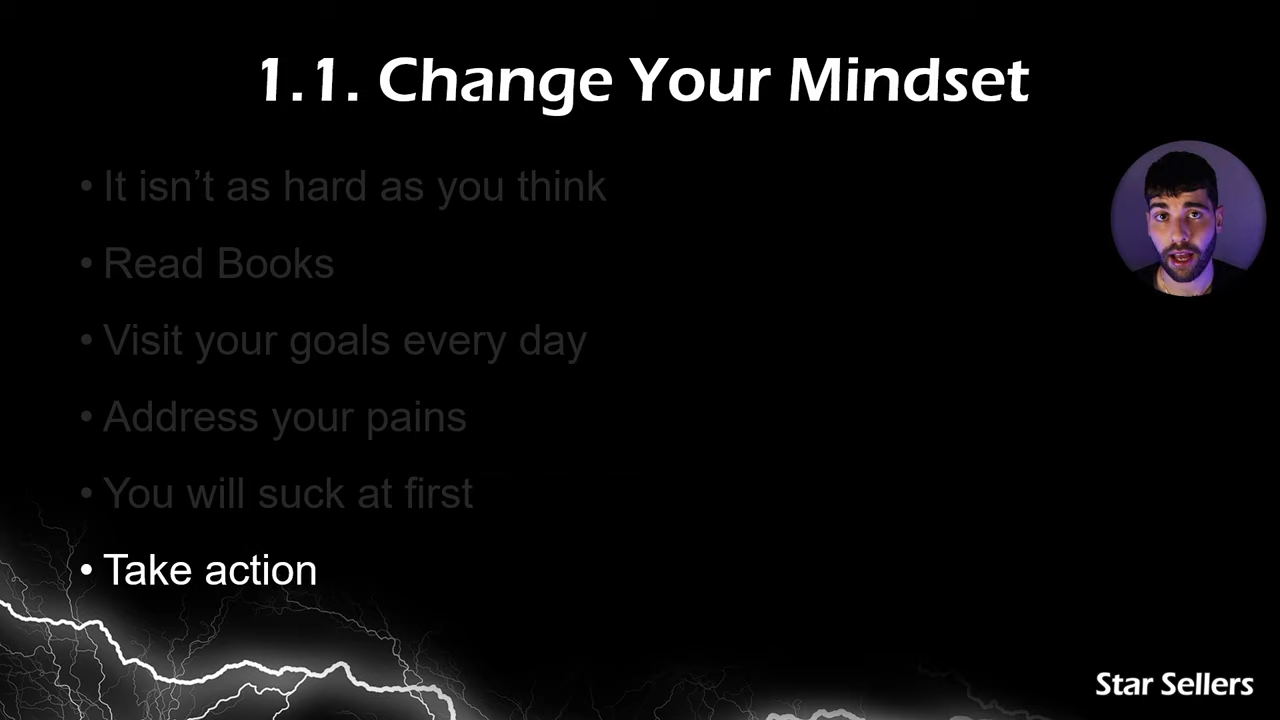 1.1. Change Your Mindset
• It isn’t as hard as you think
• Read Books
• Visit your goals every day
• Address your pains
• You will suck at first
• Take action
Star Sellers